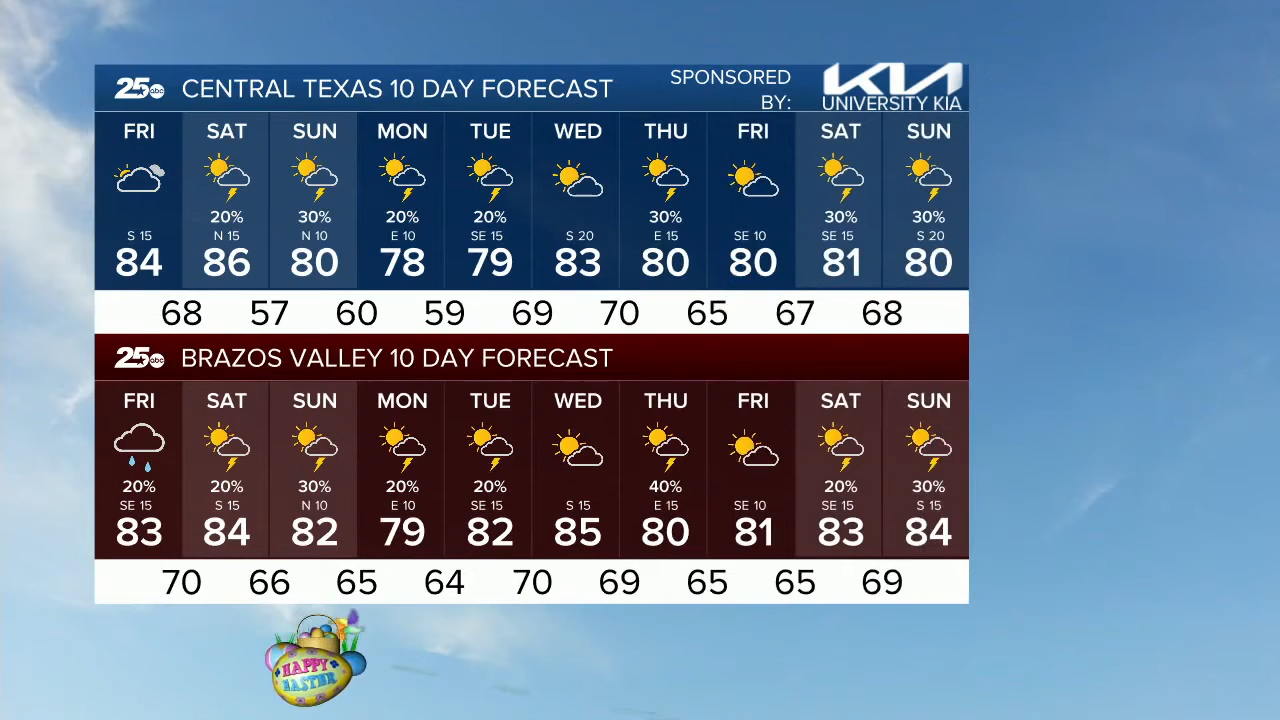 25 abc CENTRAL TEXAS 10 DAY FORECAST SPONSORED BY: KIA UNIVERSITY KIA
FRI SAT SUN MON TUE WED THU FRI SAT SUN
20% 30% 20% 20% 30% 30% 30%
S 15 N 15 N 10 E 10 SE 15 S 20 E 15 SE 10 SE 15 S 20
84 86 80 78 79 83 80 80 81 80
68 57 60 59 69 70 65 67 68
25 abc BRAZOS VALLEY 10 DAY FORECAST
FRI SAT SUN MON TUE WED THU FRI SAT SUN
20% 20% 30% 20% 20% 40% 20% 30%
SE 15 S 15 N 10 E 10 SE 15 S 15 E 15 SE 10 SE 15 S 15
83 84 82 79 82 85 80 81 83 84
70 66 65 64 70 69 65 65 69
HAPPY
EASTER